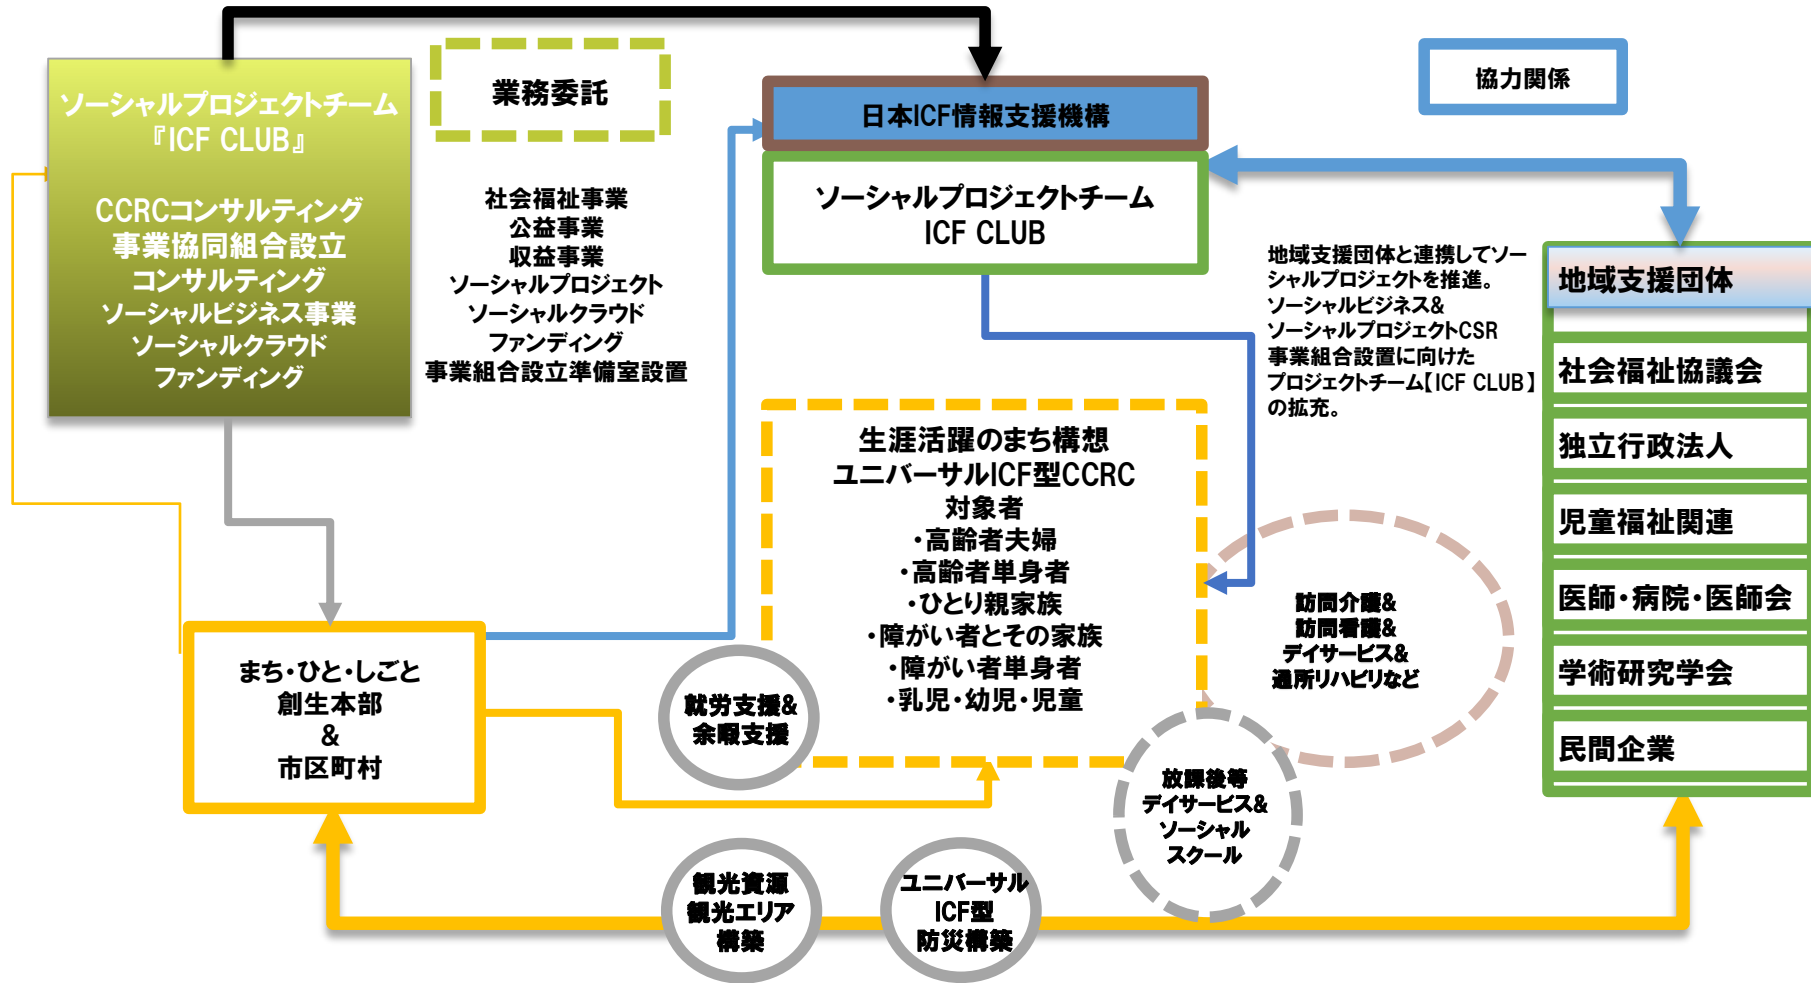 ソーシャルプロジェクトチーム
『ICF CLUB』
CCRCコンサルティング
事業協同組合設立
コンサルティング
ソーシャルビジネス事業
ソーシャルクラウド
ファンディング
業務委託
社会福祉事業
公益事業
収益事業
ソーシャルプロジェクト
ソーシャルクラウド
ファンディング
事業組合設立準備室設置
日本ICF情報支援機構
ソーシャルプロジェクトチーム
ICF CLUB
協力関係
地域支援団体と連携してソー
シャルプロジェクトを推進。
ソーシャルビジネス&
ソーシャルプロジェクトCSR
事業組合設置に向けた
プロジェクトチーム【ICF CLUB】
の拡充。
地域支援団体
社会福祉協議会
独立行政法人
児童福祉関連
医師・病院・医師会
学術研究学会
民間企業
生涯活躍のまち構想
ユニバーサルICF型CCRC
対象者
・高齢者夫婦
・高齢者単身者
・ひとり親家族
・障がい者とその家族
・障がい者単身者
・乳児・幼児・児童
訪問介護&
訪問看護&
デイサービス&
通所リハビリなど
まち・ひと・しごと
創生本部
&
市区町村
就労支援&
余暇支援
放課後等
デイサービス&
ソーシャル
スクール
観光資源
観光エリア
構築
ユニバーサル
ICF型
防災構築